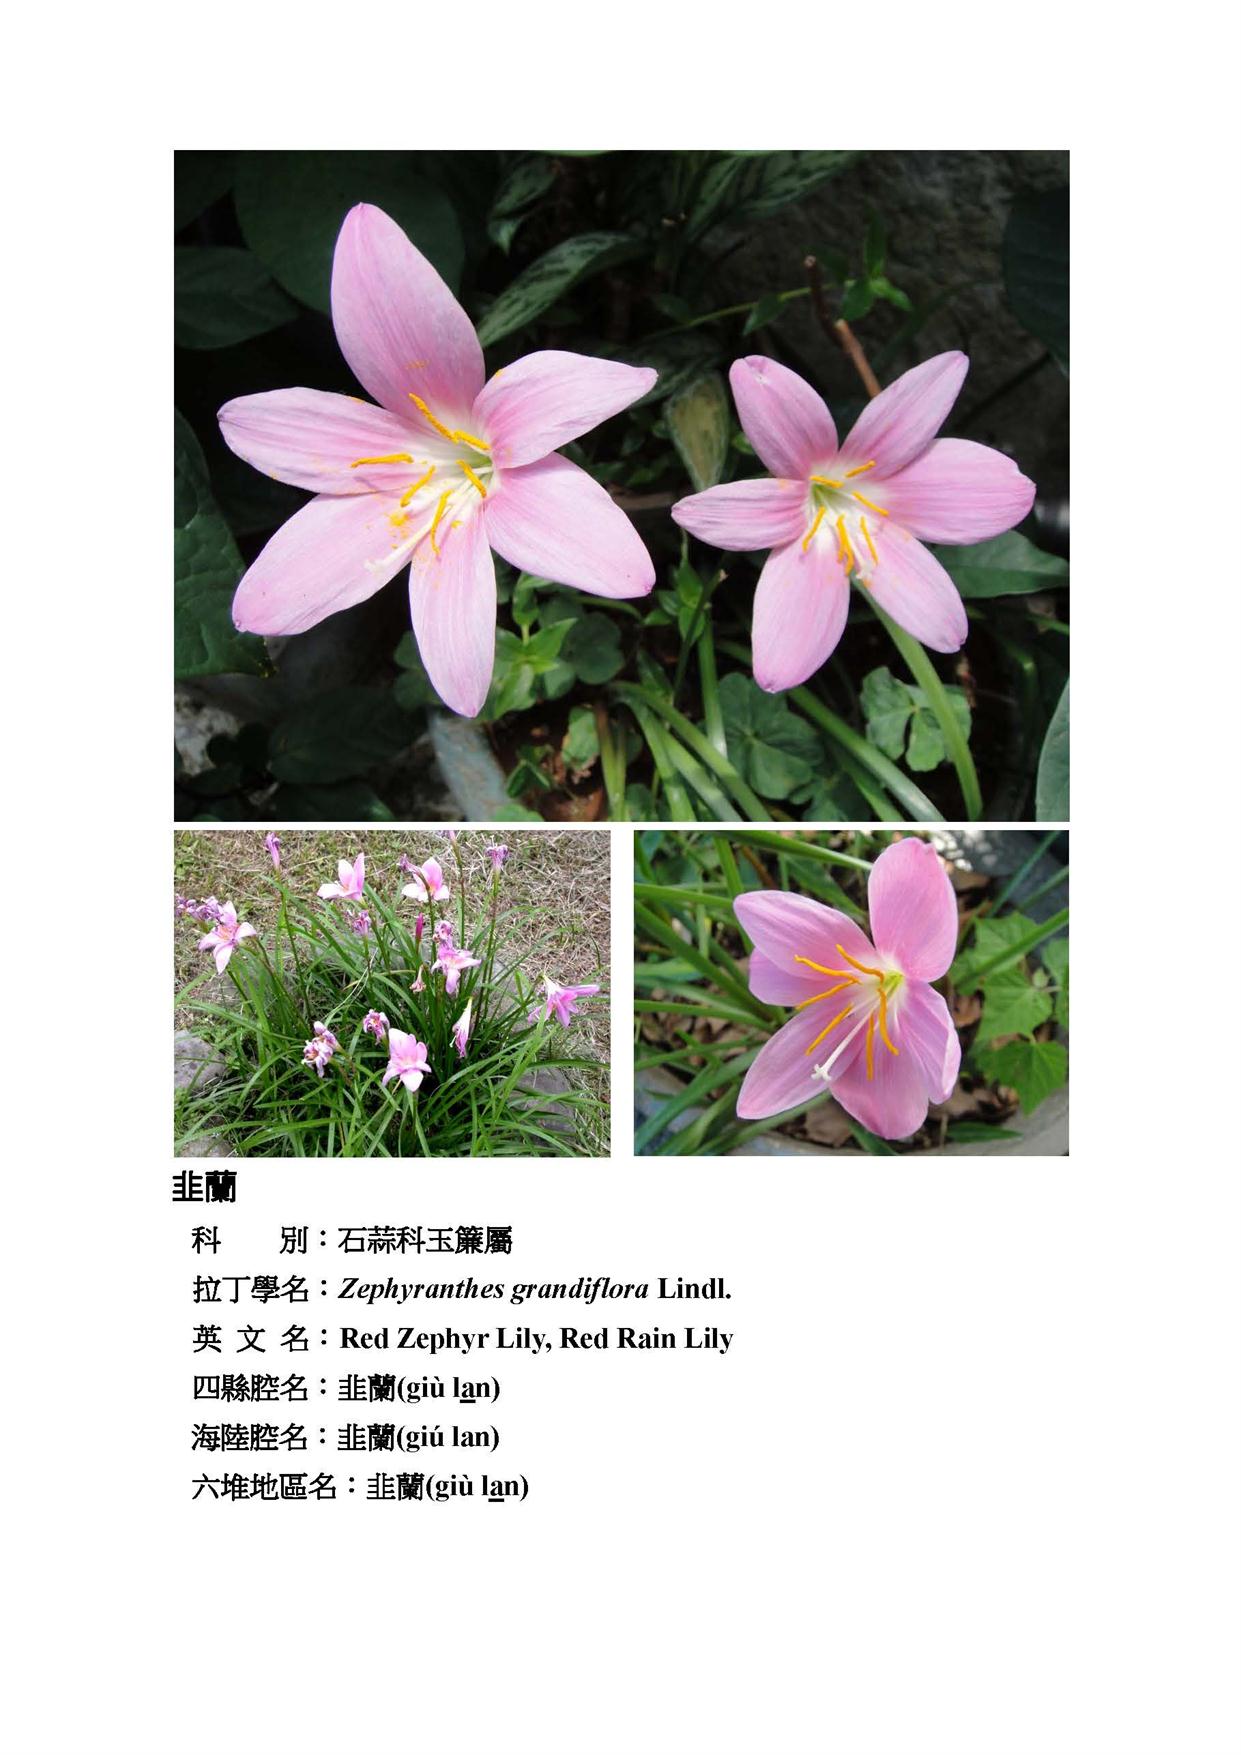 韭蘭
科　　別：石蒜科玉簾屬
拉丁學名：Zephyranthes grandiflora Lindl.
英 文 名：Red Zephyr Lily, Red Rain Lily
四縣腔名：韭蘭(giù lan)
海陸腔名：韭蘭(giú lan)
六堆地區名：韭蘭(giù lan)